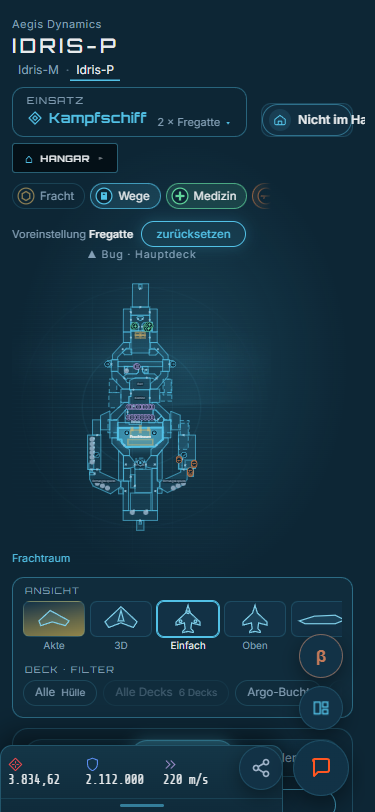 Aegis Dynamics
IDRIS-P
Idris-M · Idris-P
EINSATZ
Kampfschiff 2 × Fregatte
Nicht im Ha
HANGAR
Fracht Wege Medizin
Voreinstellung Fregatte zurücksetzen
▲ Bug · Hauptdeck
Frachtraum
ANSICHT
Akte 3D Einfach Oben
DECK · FILTER
Alle Hülle Alle Decks 6 Decks Argo-Bucht
β
3.834,62 2.112.000 220 m/s